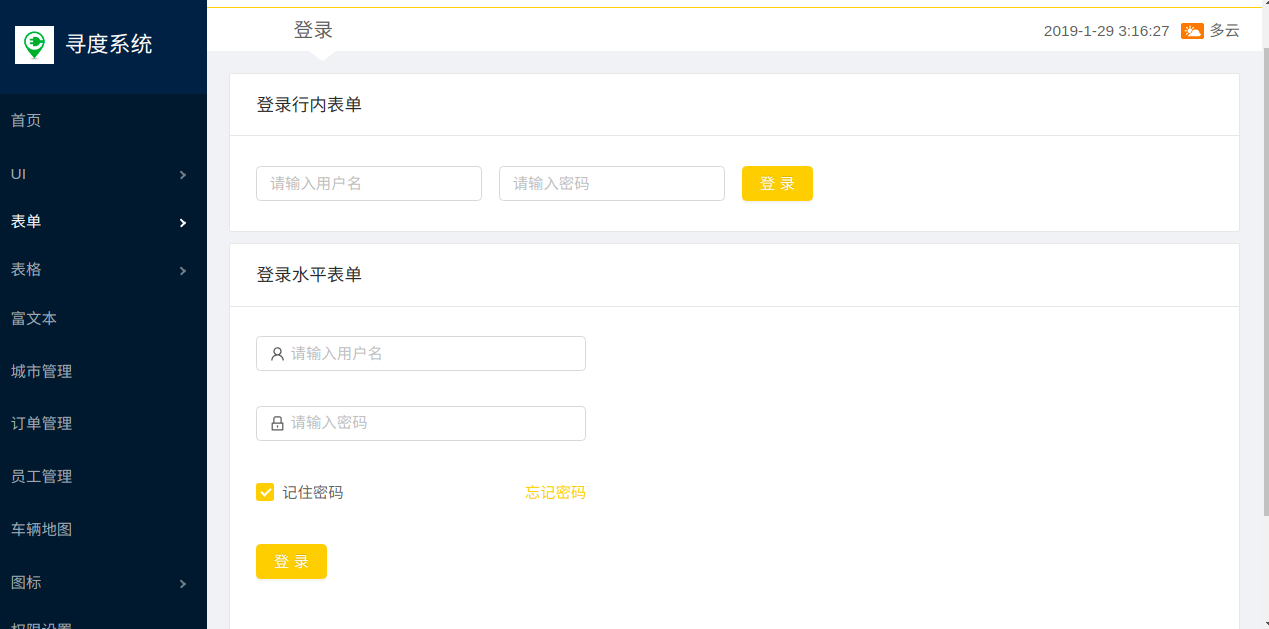 寻度系统
首页
UI
表单
表格
富文本
城市管理
订单管理
员工管理
车辆地图
图标
权限设置
登录
2019-1-29 3:16:27 多云
登录行内表单
请输入用户名 请输入密码 登 录
登录水平表单
请输入用户名
请输入密码
记住密码 忘记密码
登 录